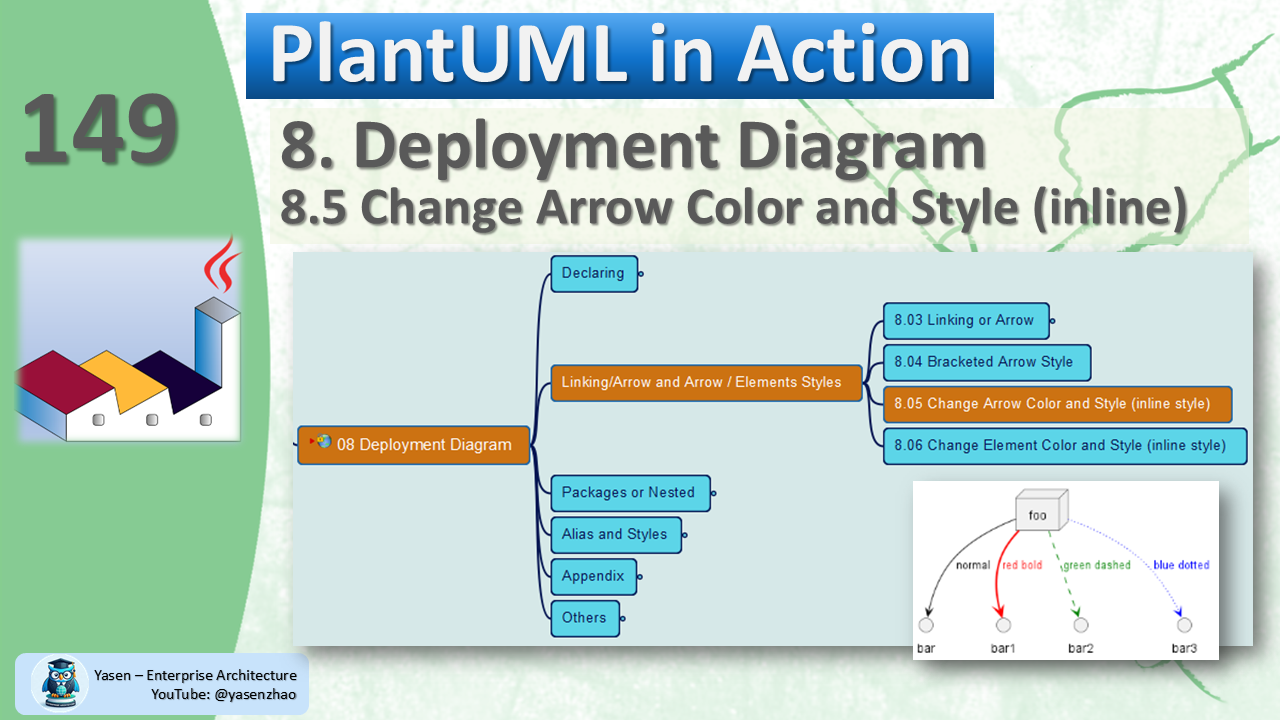 PlantUML in Action
149
8. Deployment Diagram
8.5 Change Arrow Color and Style (inline)
Declaring
8.03 Linking or Arrow
8.04 Bracketed Arrow Style
Linking/Arrow and Arrow / Elements Styles
8.05 Change Arrow Color and Style (inline style)
08 Deployment Diagram
8.06 Change Element Color and Style (inline style)
Packages or Nested
Alias and Styles
Appendix
Others
foo
normal
red bold
green dashed
blue dotted
bar
bar1
bar2
bar3
Yasen – Enterprise Architecture
YouTube: @yasenzhao